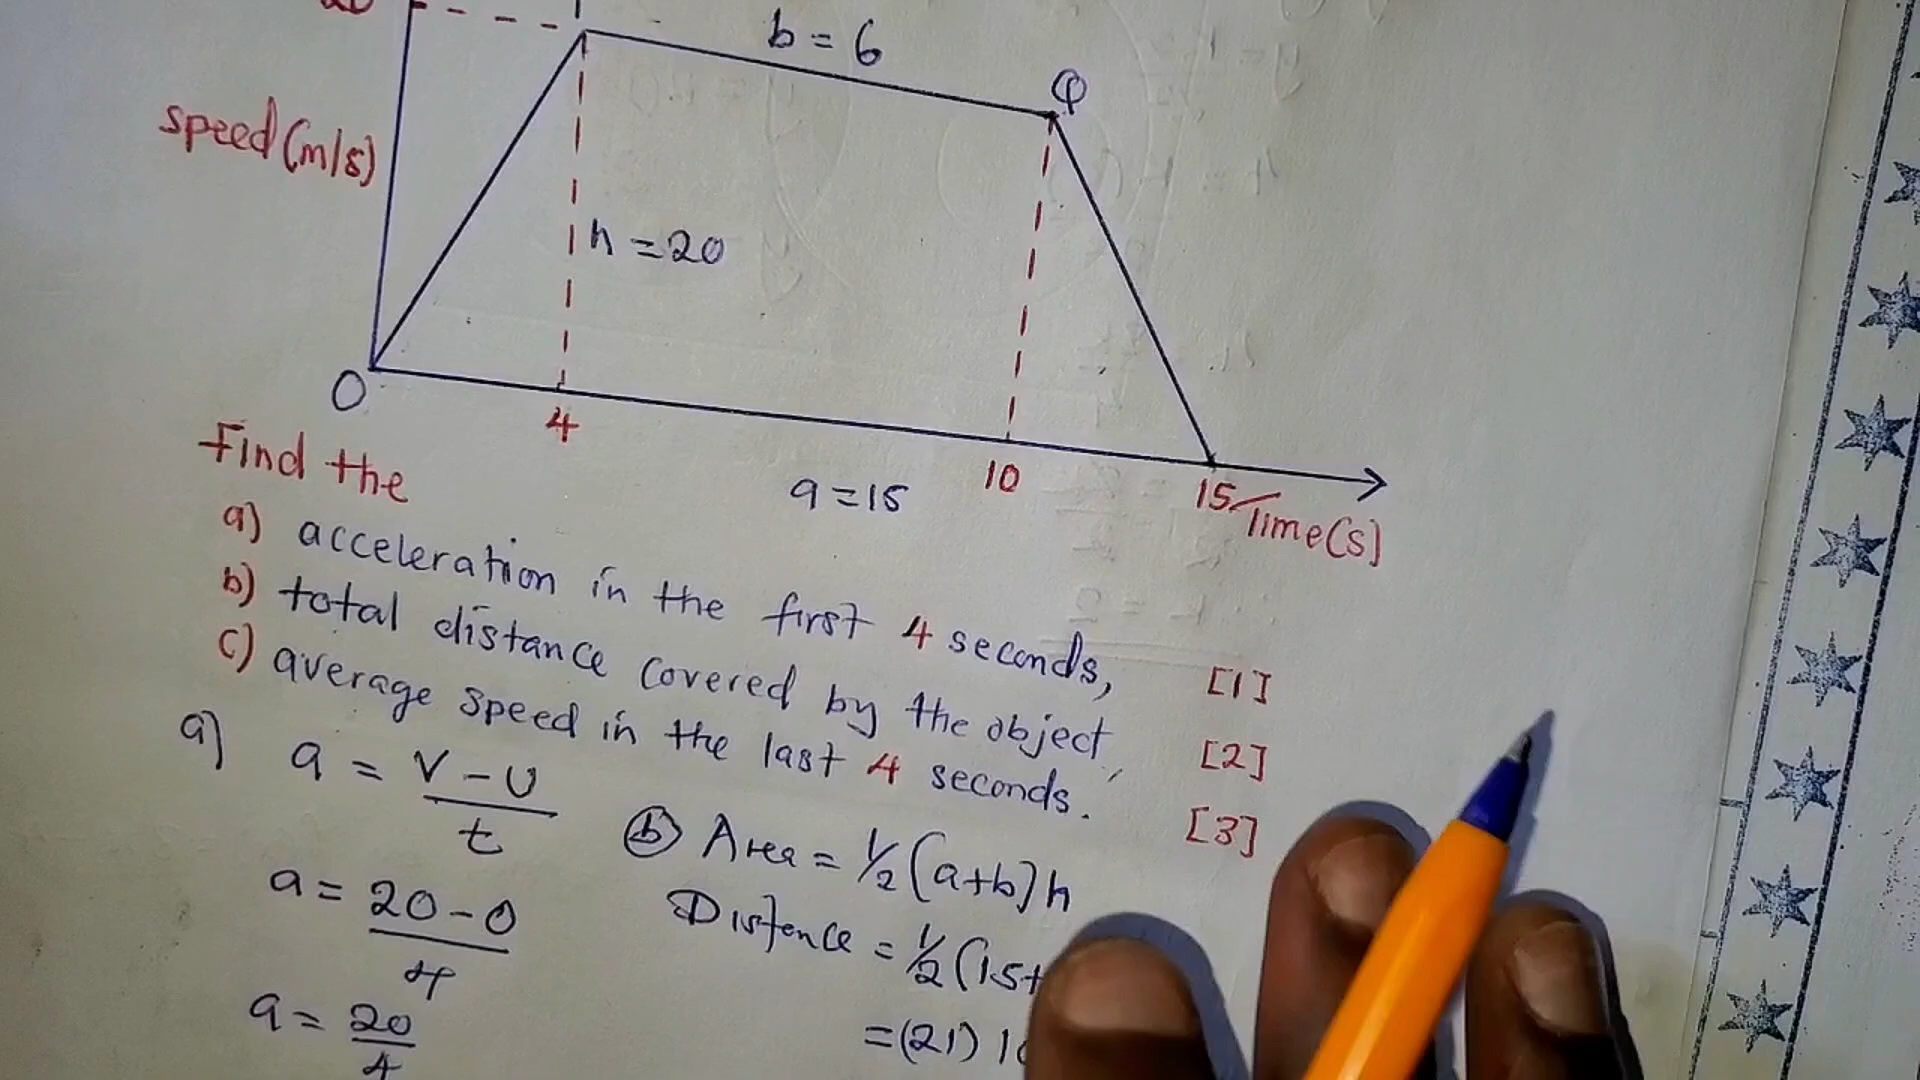 20
b = 6
Q
speed(m/s)
h = 20
O
4
10
15
Time(s)
a = 15
Find the
a) acceleration in the first 4 seconds, [1]
b) total distance covered by the object, [2]
c) average speed in the last 4 seconds. [3]
a) a = v - u
t
a = 20 - 0
4
a = 20
4
b) Area = 1/2 (a+b) h
Distance = 1/2 (15+
= (21) 10